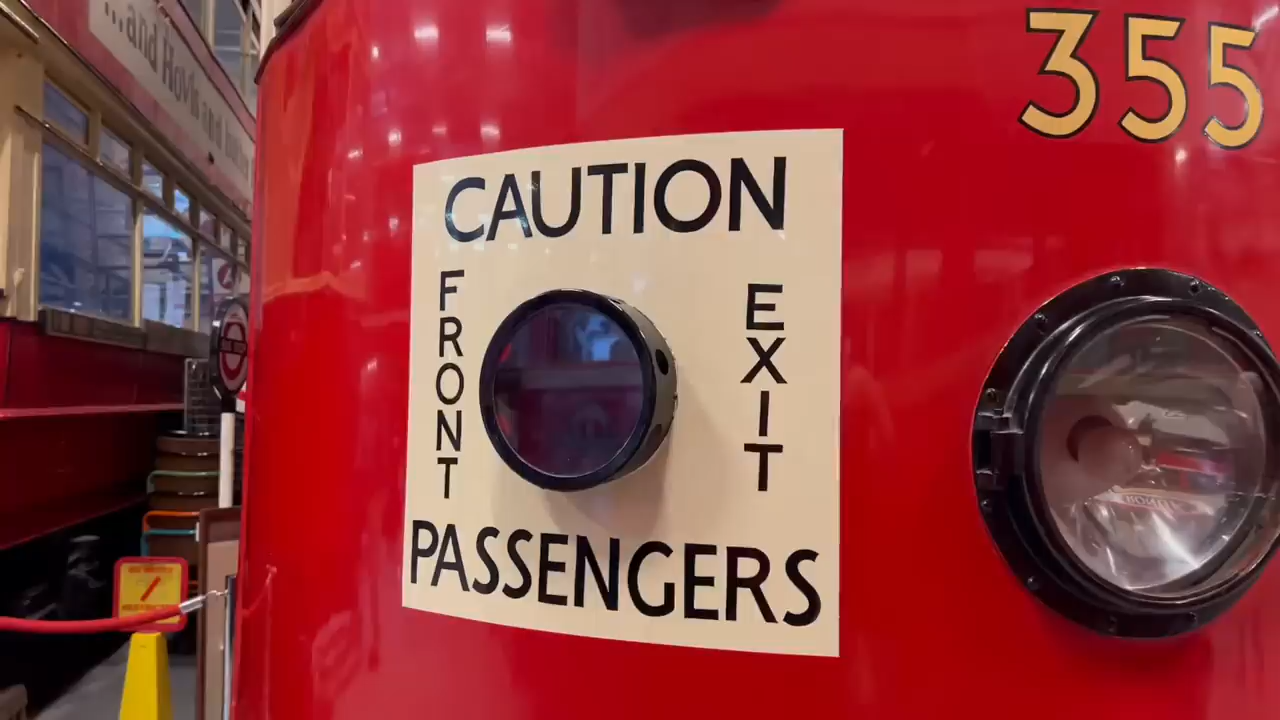 ...and Hovis and
355
CAUTION
FRONT
EXIT
PASSENGERS